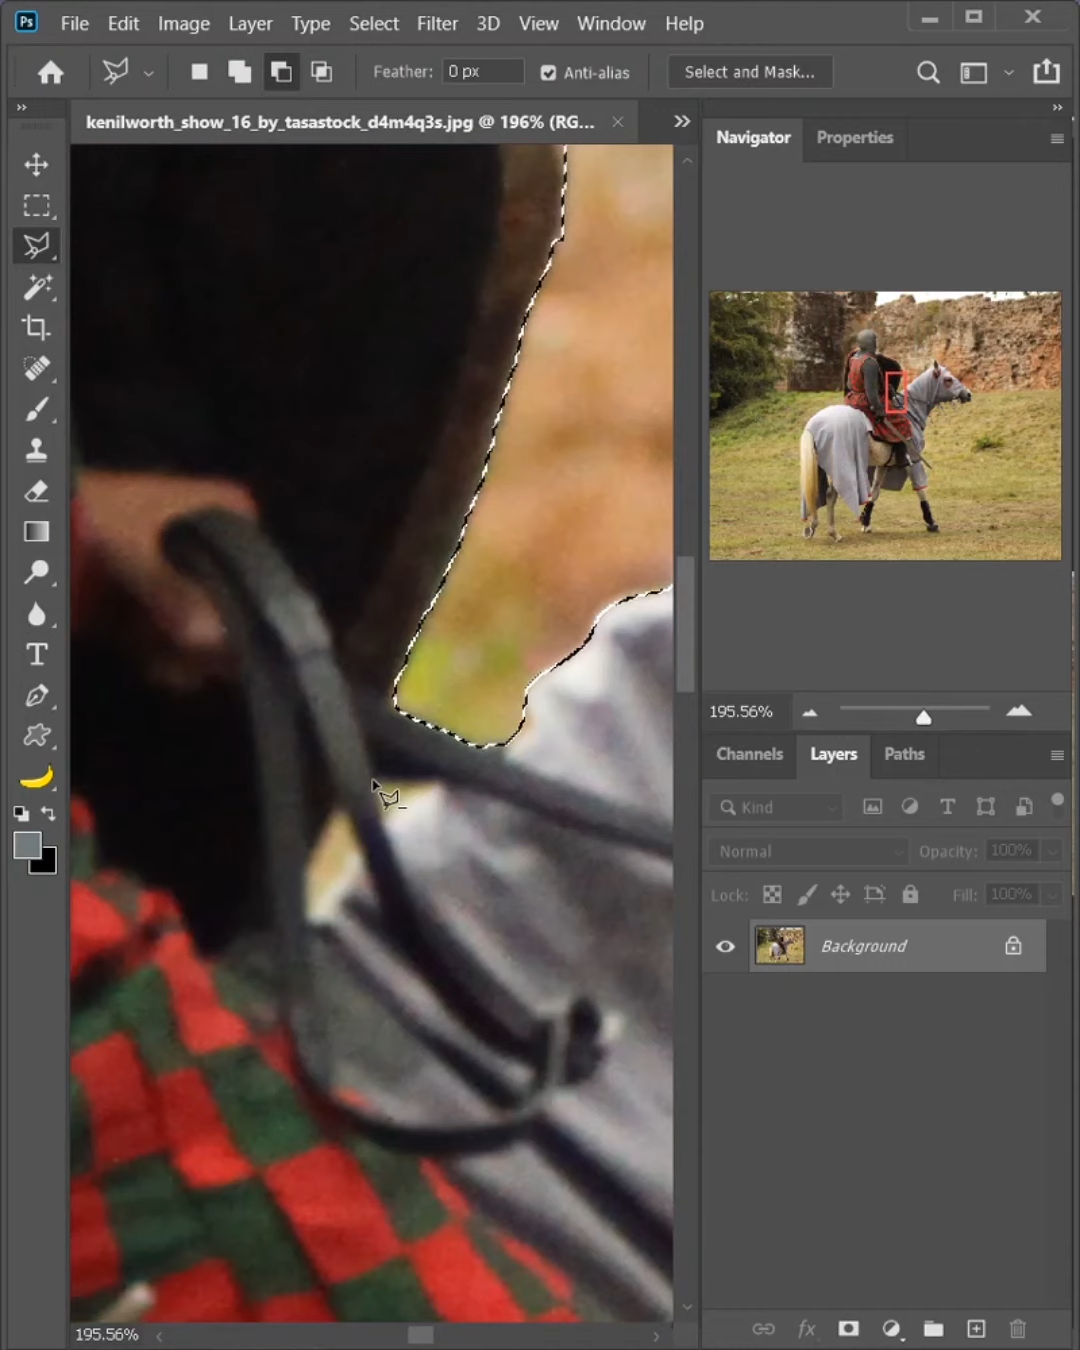 Ps File Edit Image Layer Type Select Filter 3D View Window Help
Feather: 0 px Anti-alias Select and Mask...
kenilworth_show_16_by_tasastock_d4m4q3s.jpg @ 196% (RG...
Navigator Properties
195.56%
Channels Layers Paths
Kind
Normal Opacity: 100%
Lock: Fill: 100%
Background
195.56%
fx